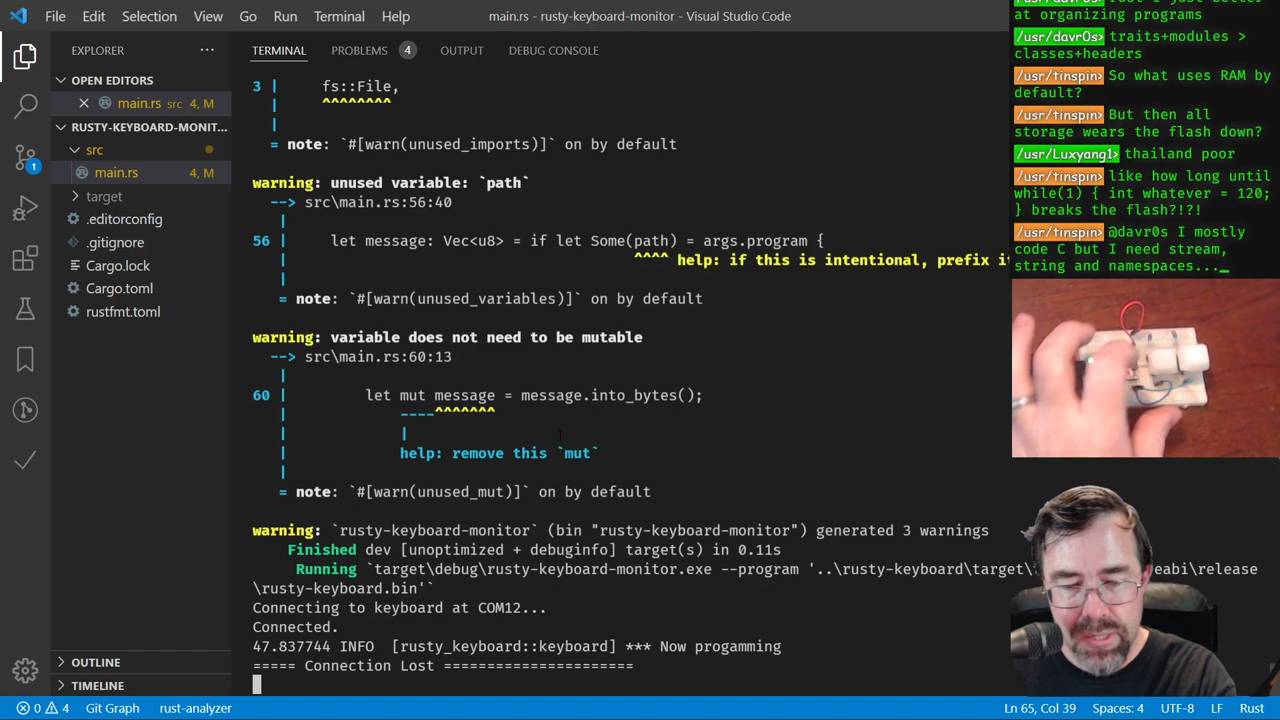 File Edit Selection View Go Run Terminal Help
main.rs - rusty-keyboard-monitor - Visual Studio Code
EXPLORER
OPEN EDITORS
main.rs src 4, M
RUSTY-KEYBOARD-MONIT...
src
main.rs 4, M
target
.editorconfig
.gitignore
Cargo.lock
Cargo.toml
rustfmt.toml
OUTLINE
TIMELINE
TERMINAL PROBLEMS 4 OUTPUT DEBUG CONSOLE
3 | fs::File,
| ^^^^^^^^
|
= note: `#[warn(unused_imports)]` on by default
warning: unused variable: `path`
--> src\main.rs:56:40
|
56 | let message: Vec<u8> = if let Some(path) = args.program {
| ^^^^ help: if this is intentional, prefix i
|
= note: `#[warn(unused_variables)]` on by default
warning: variable does not need to be mutable
--> src\main.rs:60:13
|
60 | let mut message = message.into_bytes();
| ----^^^^^^^
| |
| help: remove this `mut`
|
= note: `#[warn(unused_mut)]` on by default
warning: `rusty-keyboard-monitor` (bin "rusty-keyboard-monitor") generated 3 warnings
Finished dev [unoptimized + debuginfo] target(s) in 0.11s
Running `target\debug\rusty-keyboard-monitor.exe --program '..\rusty-keyboard\target\ eabi\release
\rusty-keyboard.bin'`
Connecting to keyboard at COM12...
Connected.
47.837744 INFO [rusty_keyboard::keyboard] *** Now progamming
===== Connection Lost ======================
at organizing programs
/usr/davr0s> traits+modules >
classes+headers
/usr/tinspin> So what uses RAM by
default?
/usr/tinspin> But then all
storage wears the flash down?
/usr/Luxyang1> thailand poor
/usr/tinspin> like how long until
while(1) { int whatever = 120;
} breaks the flash?!?!
/usr/tinspin> @davr0s I mostly
code C but I need stream,
string and namespaces..._
1
0 4 Git Graph rust-analyzer
Ln 65, Col 39 Spaces: 4 UTF-8 LF Rust